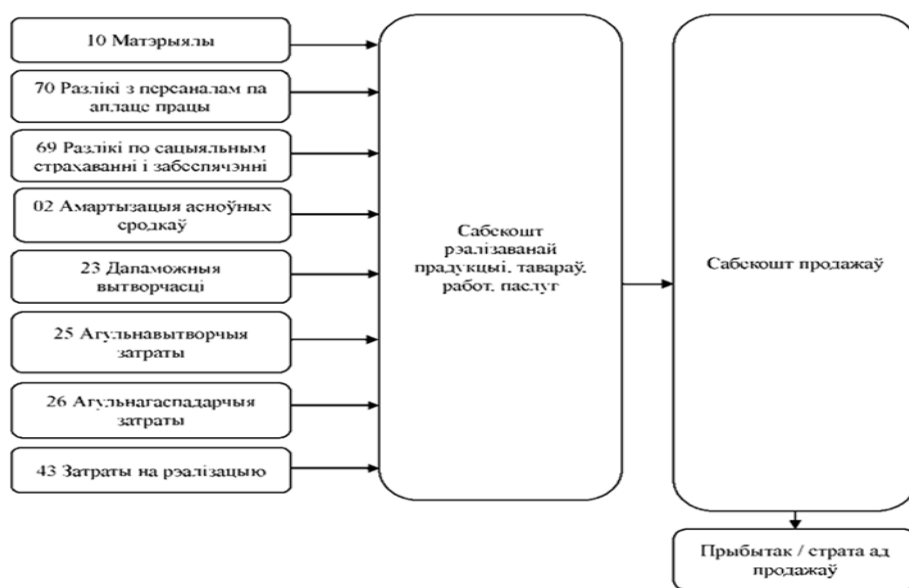 10 Матэрыялы
70 Разлікі з персаналам па
аплаце працы
69 Разлікі по сацыяльным
страхаванні і забеспячэнні
02 Амартызацыя асноўных
сродкаў
23 Дапаможныя
вытворчасці
25 Агульнавытворчыя
затраты
26 Агульнагаспадарчыя
затраты
43 Затраты на рэалізацыю
Сабекошт
рэалізаванай
прадукцыі, тавараў,
работ, паслуг
Сабекошт продажаў
Прыбытак / страта ад
продажаў